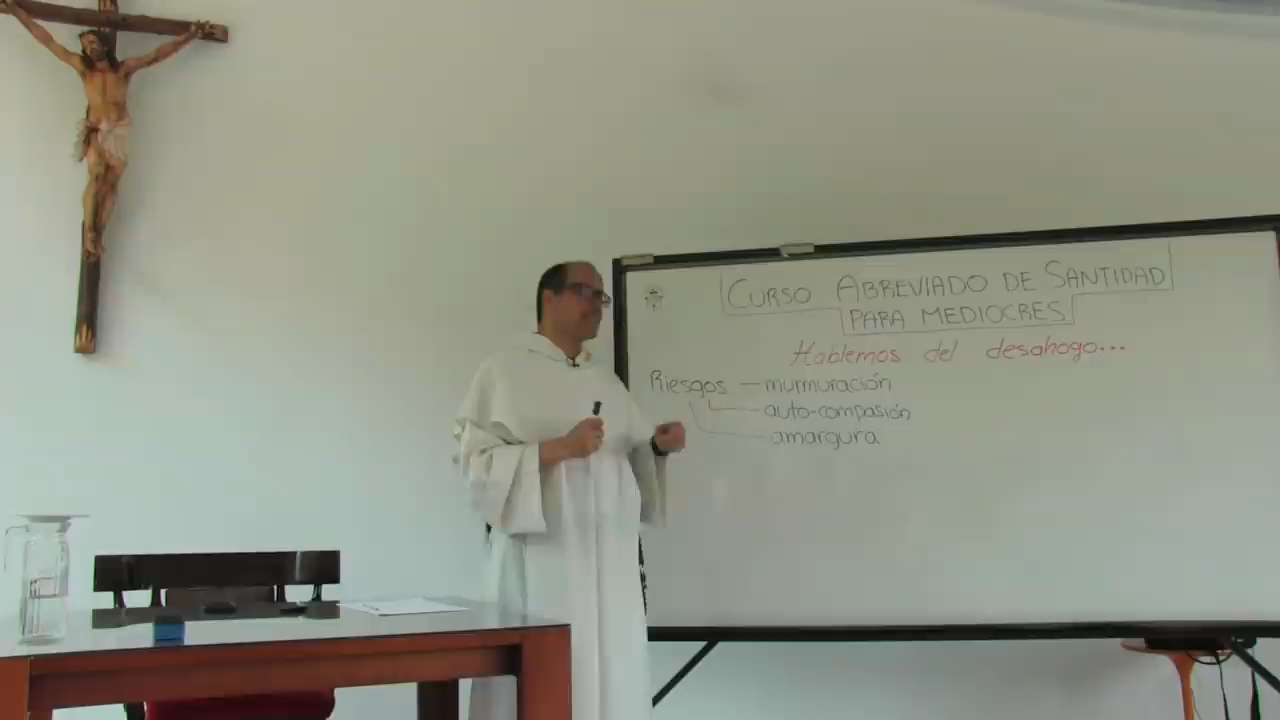 CURSO ABREVIADO DE SANTIDAD
PARA MEDIOCRES
Hablemos del desahogo...
Riesgos — murmuración
auto-compasión
amargura